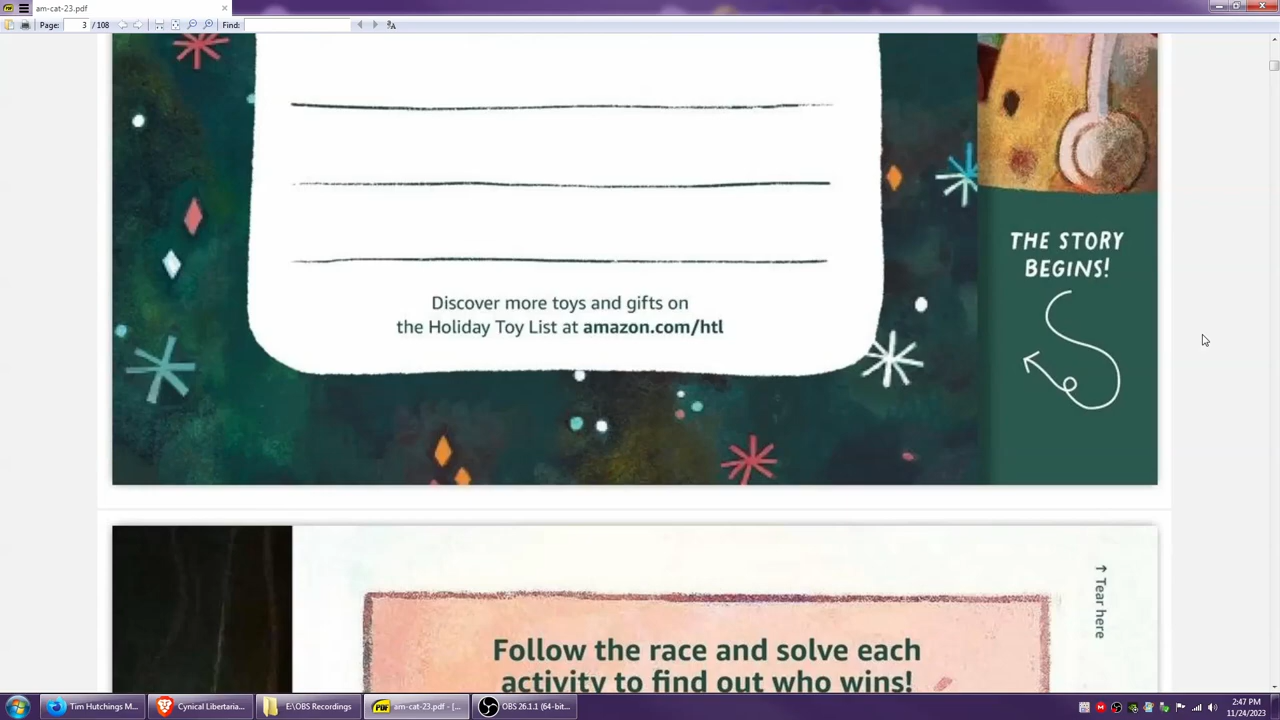 am-cat-23.pdf
Page: 3 / 108
Find:
THE STORY
BEGINS!
Discover more toys and gifts on
the Holiday Toy List at amazon.com/htl
↑ Tear here
Follow the race and solve each
activity to find out who wins!
Tim Hutchings M...
Cynical Libertaria...
E:\OBS Recordings
am-cat-23.pdf - [...
OBS 26.1.1 (64-bit...
2:47 PM
11/24/2023